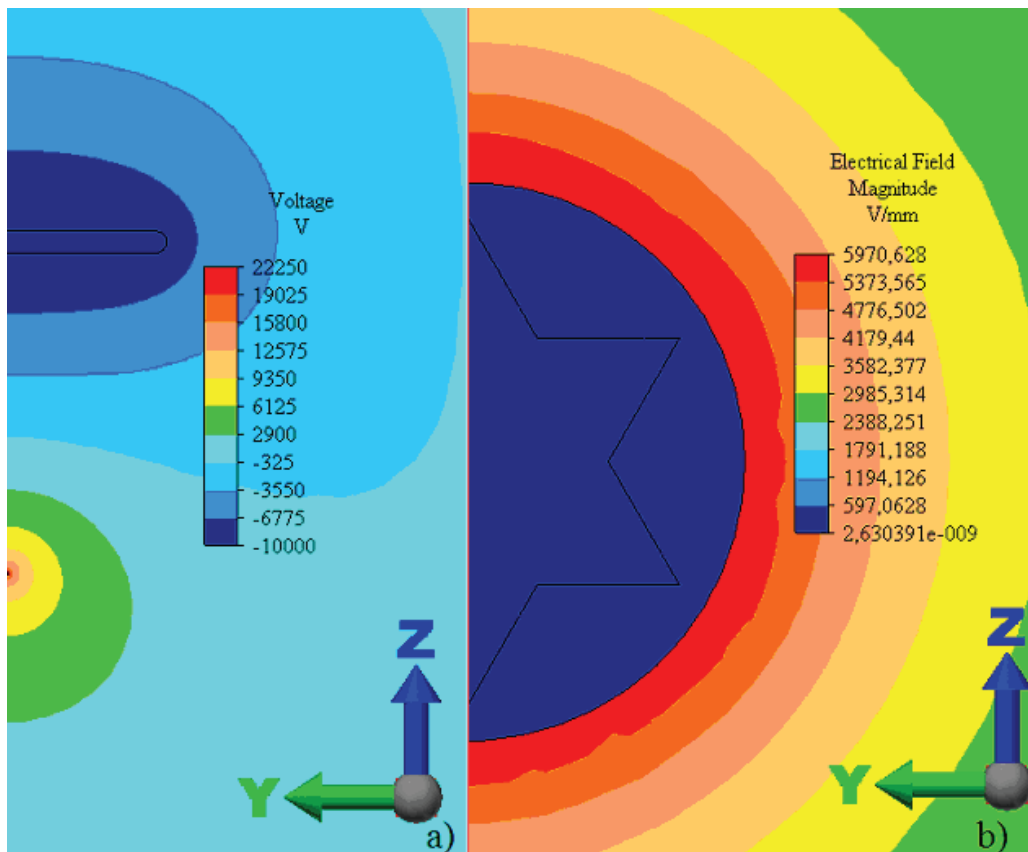 Voltage
V
22250
19025
15800
12575
9350
6125
2900
-325
-3550
-6775
-10000
Z
Y
a)
Electrical Field
Magnitude
V/mm
5970,628
5373,565
4776,502
4179,44
3582,377
2985,314
2388,251
1791,188
1194,126
597,0628
2,630391e-009
Z
Y
b)